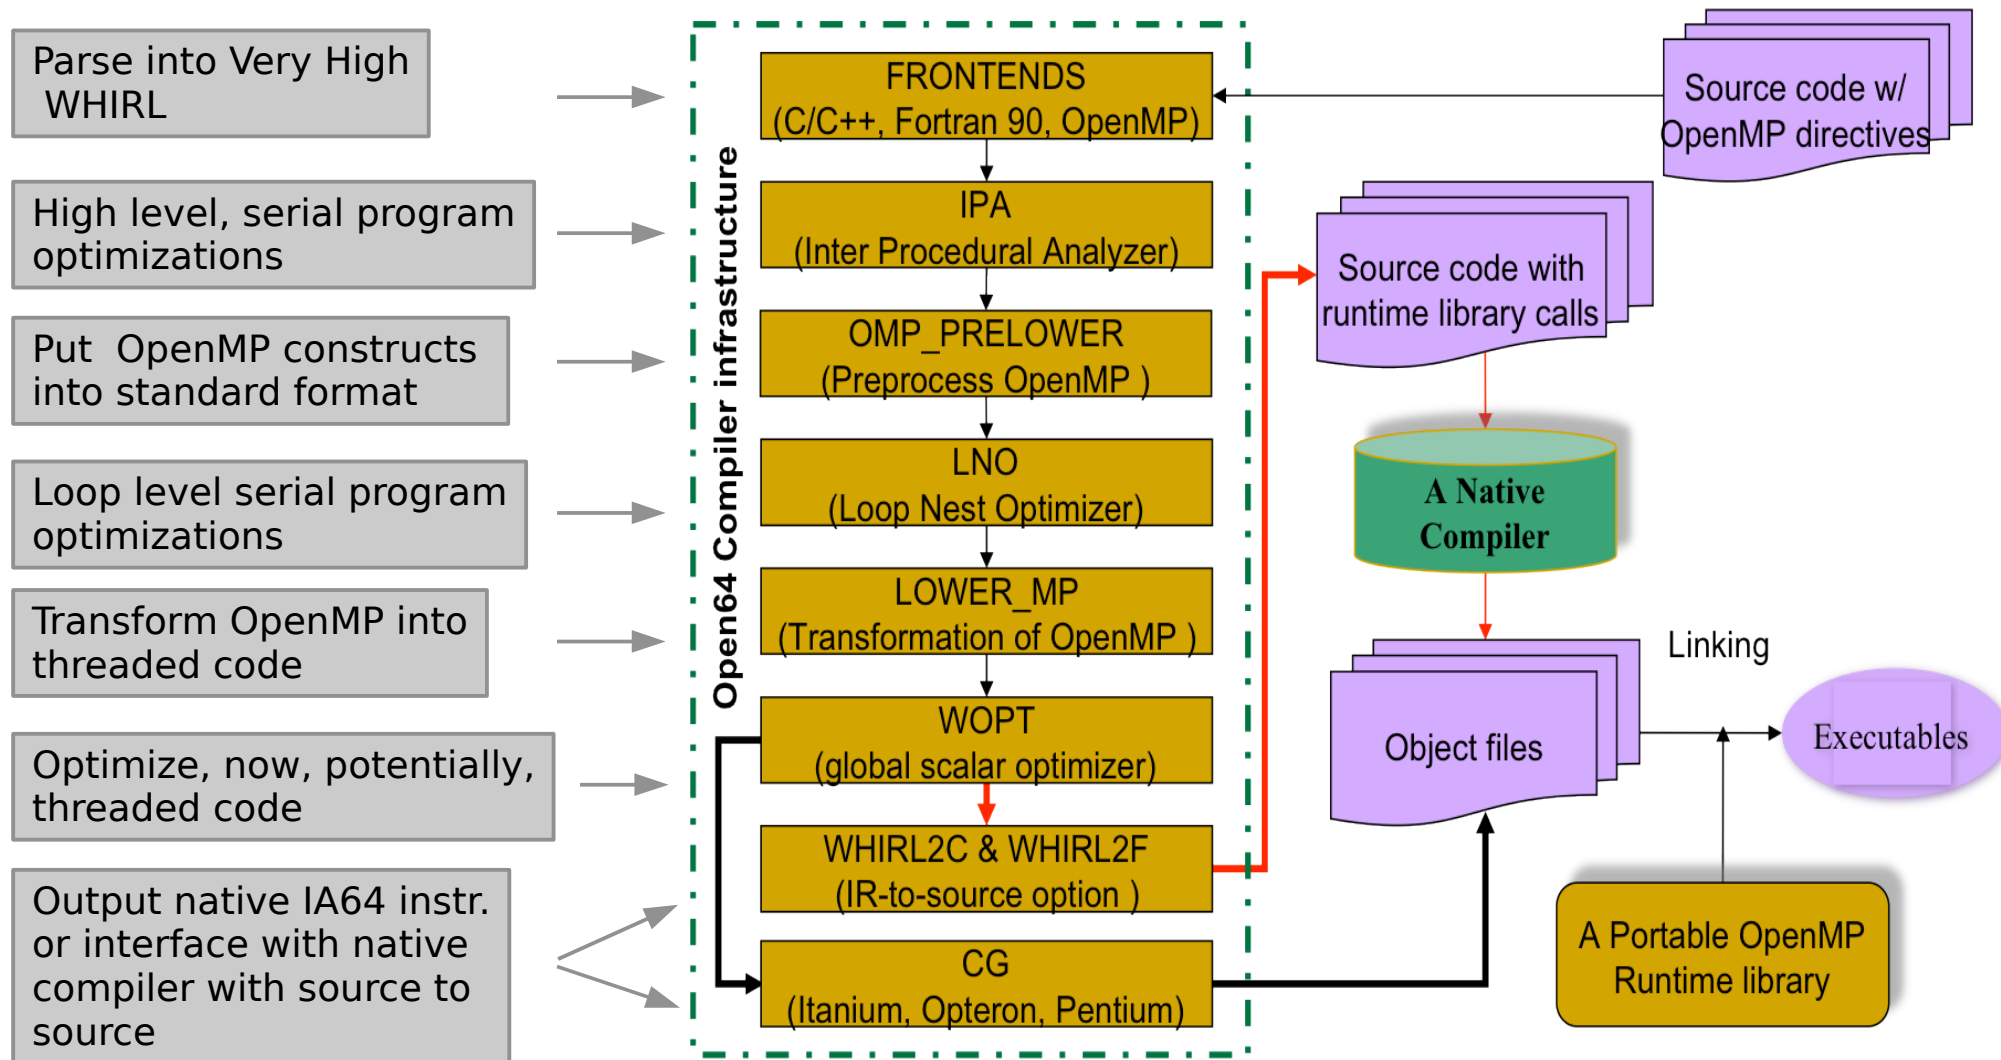 Parse into Very High
WHIRL
High level, serial program
optimizations
Put OpenMP constructs
into standard format
Loop level serial program
optimizations
Transform OpenMP into
threaded code
Optimize, now, potentially,
threaded code
Output native IA64 instr.
or interface with native
compiler with source to
source
Open64 Compiler infrastructure
FRONTENDS
(C/C++, Fortran 90, OpenMP)
IPA
(Inter Procedural Analyzer)
OMP_PRELOWER
(Preprocess OpenMP )
LNO
(Loop Nest Optimizer)
LOWER_MP
(Transformation of OpenMP )
WOPT
(global scalar optimizer)
WHIRL2C & WHIRL2F
(IR-to-source option )
CG
(Itanium, Opteron, Pentium)
Source code w/
OpenMP directives
Source code with
runtime library calls
A Native
Compiler
Object files
Linking
Executables
A Portable OpenMP
Runtime library